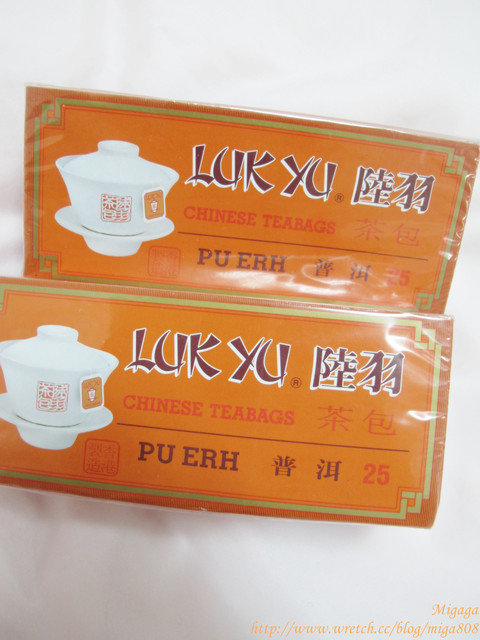 LUK YU® 陸羽
CHINESE TEABAGS 茶包
PU ERH 普洱 25
LUK YU® 陸羽
CHINESE TEABAGS 茶包
PU ERH 普洱 25
Migaga
http://www.wretch.cc/blog/miga808